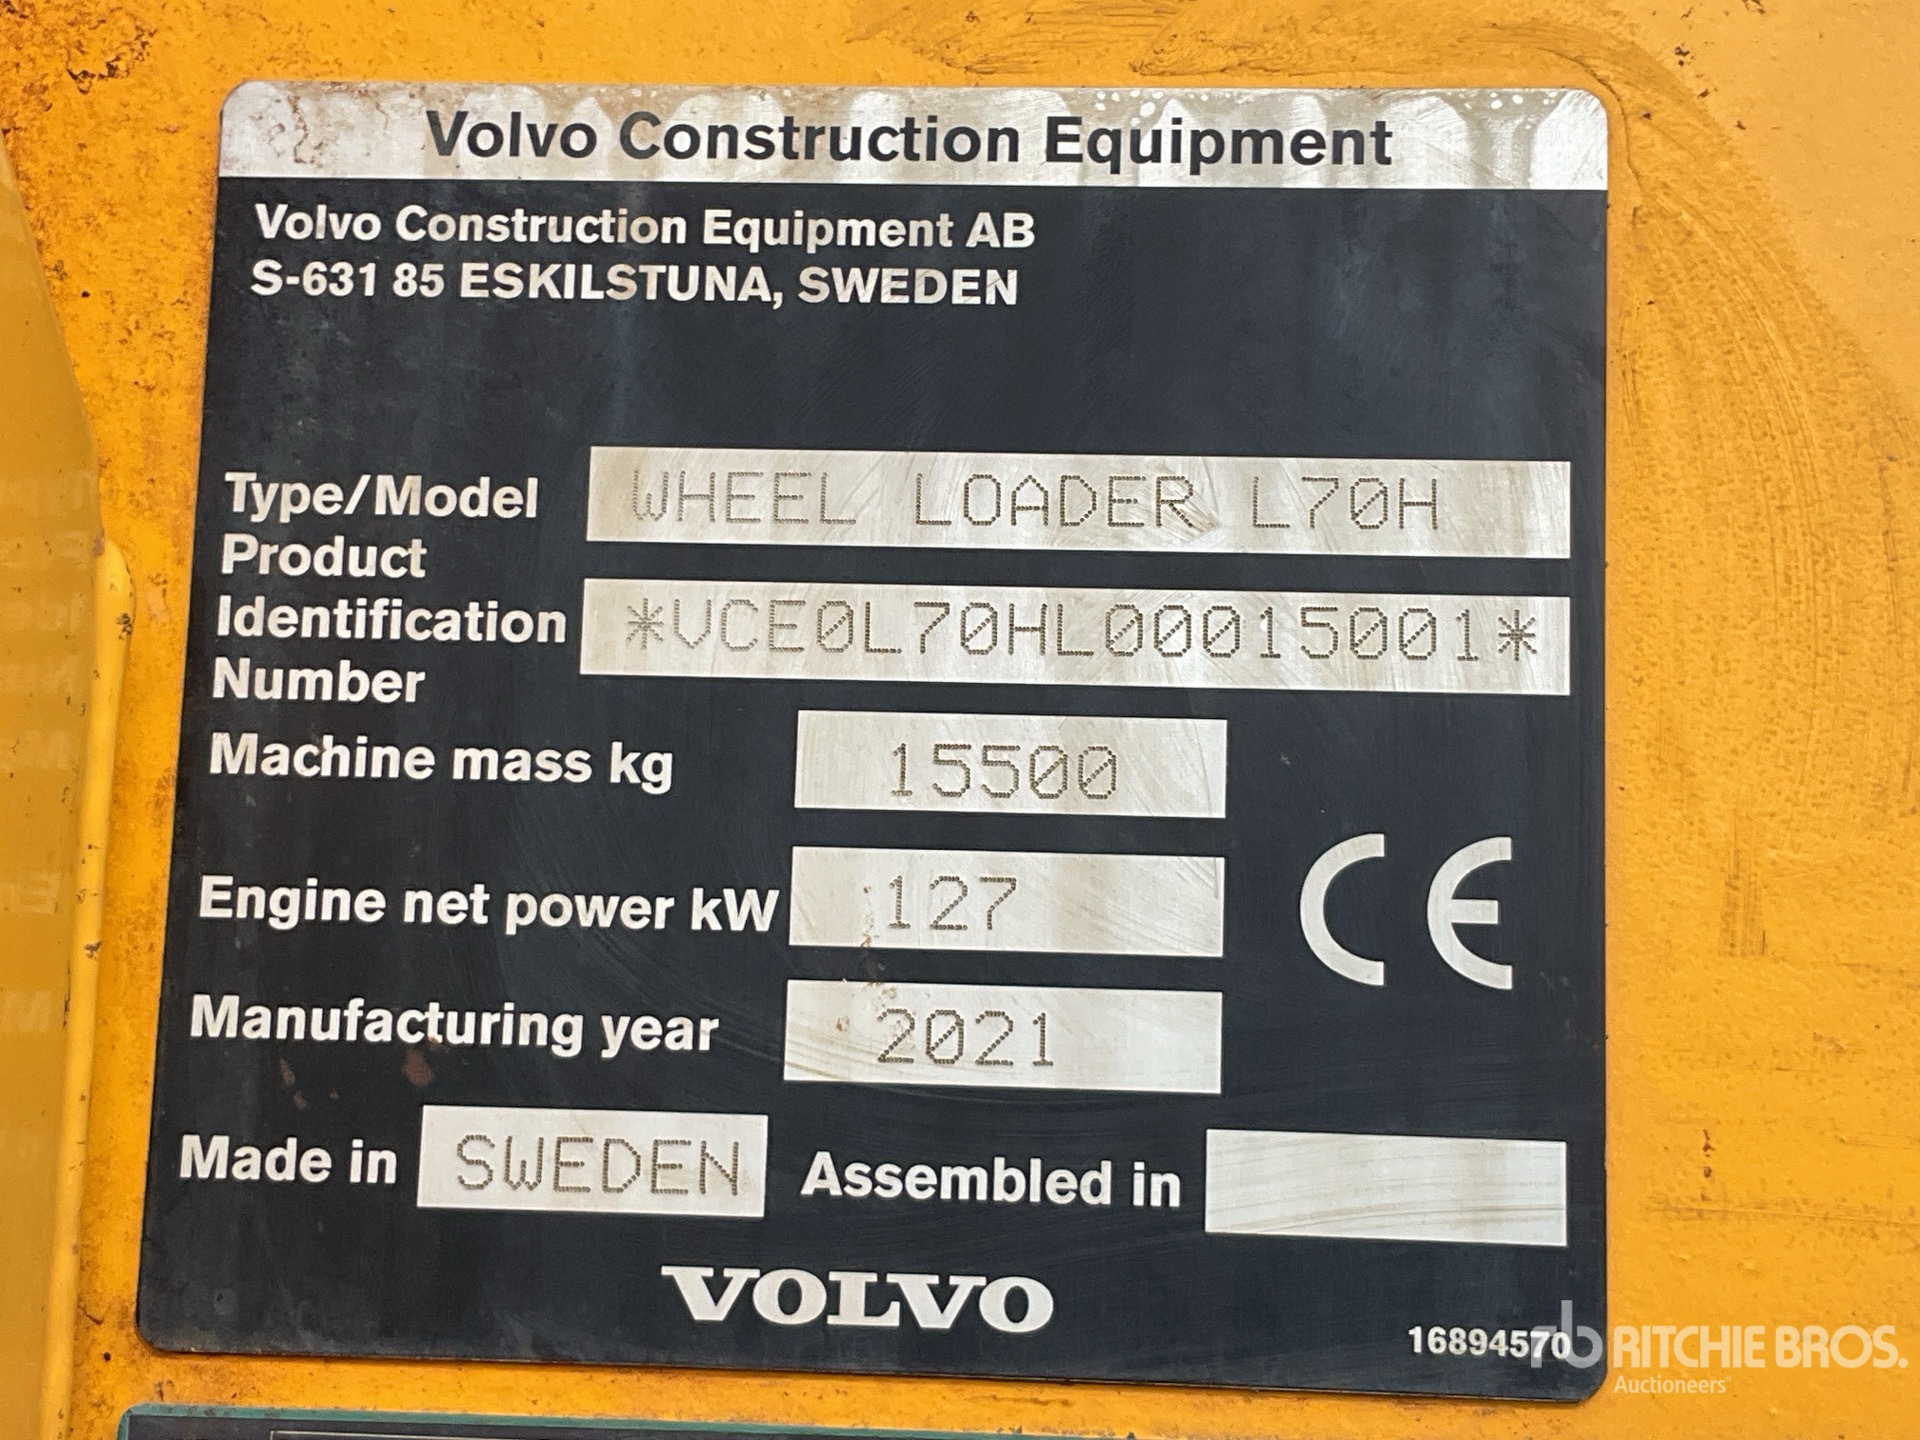 Volvo Construction Equipment
Volvo Construction Equipment AB
S-631 85 ESKILSTUNA, SWEDEN
Type/Model WHEEL LOADER L70H
Product
Identification *VCE0L70HL00015001*
Number
Machine mass kg 15500
Engine net power kW 127
CE
Manufacturing year 2021
Made in SWEDEN Assembled in
VOLVO
16894570
rb RITCHIE BROS.
Auctioneers